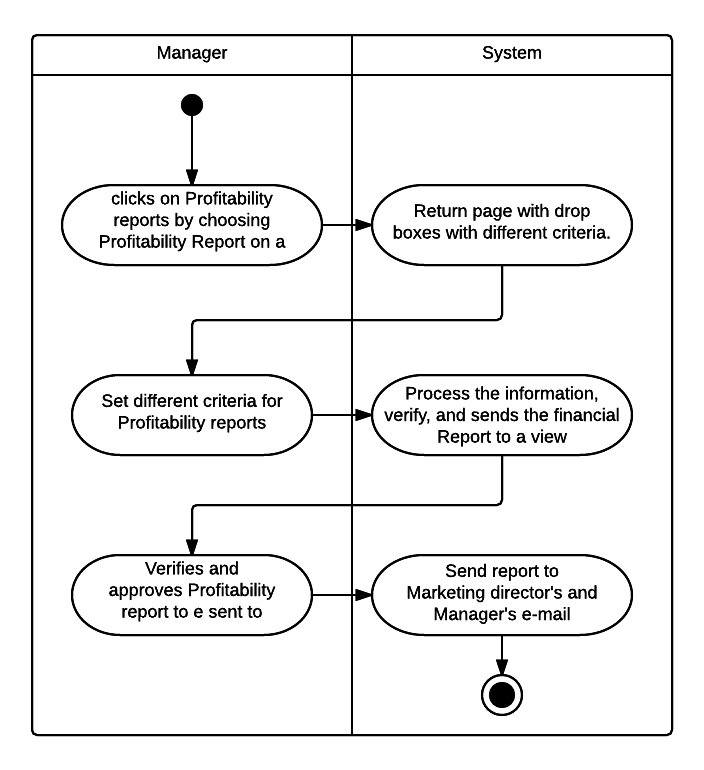 Manager
System
clicks on Profitability
reports by choosing
Profitability Report on a
Return page with drop
boxes with different criteria.
Set different criteria for
Profitability reports
Process the information,
verify, and sends the financial
Report to a view
Verifies and
approves Profitability
report to e sent to
Send report to
Marketing director's and
Manager's e-mail